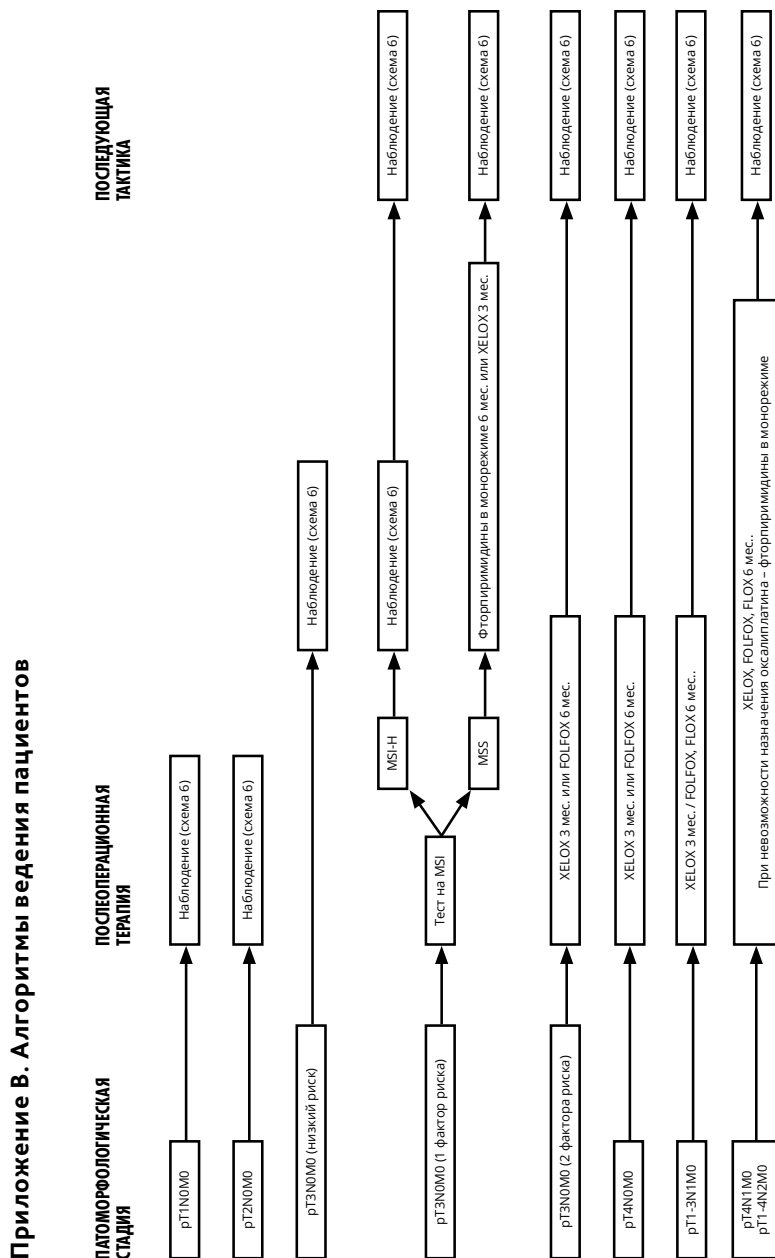 Приложение В. Алгоритмы ведения пациентов
ПАТОМОРФОЛОГИЧЕСКАЯ
СТАДИЯ
ПОСЛЕОПЕРАЦИОННАЯ
ТЕРАПИЯ
ПОСЛЕДУЮЩАЯ
ТАКТИКА
pT1N0M0
Наблюдение (схема 6)
pT2N0M0
Наблюдение (схема 6)
pT3N0M0 (низкий риск)
Наблюдение (схема 6)
pT3N0M0 (1 фактор риска)
Тест на MSI
MSI-H
Наблюдение (схема 6)
Наблюдение (схема 6)
MSS
Фторпиримидины в монорежиме 6 мес. или XELOX 3 мес.
Наблюдение (схема 6)
pT3N0M0 (2 фактора риска)
XELOX 3 мес. или FOLFOX 6 мес.
Наблюдение (схема 6)
pT4N0M0
XELOX 3 мес. или FOLFOX 6 мес.
Наблюдение (схема 6)
pT1-3N1M0
XELOX 3 мес. / FOLFOX, FLOX 6 мес..
Наблюдение (схема 6)
pT4N1M0
pT1-4N2M0
XELOX, FOLFOX, FLOX 6 мес..
При невозможности назначения оксалиплатина – фторпиримидины в монорежиме
Наблюдение (схема 6)